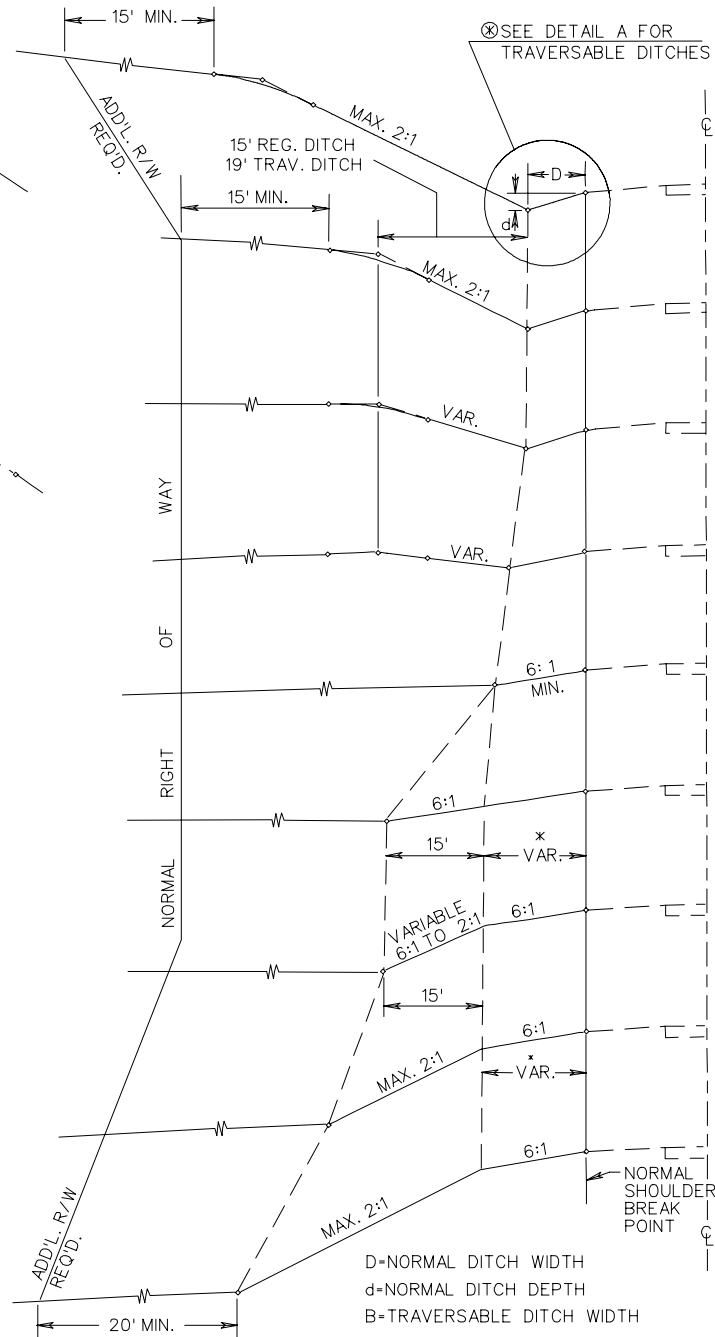 15' MIN.
⊛SEE DETAIL A FOR
TRAVERSABLE DITCHES
ADD'L. R/W
REQ'D.
MAX. 2:1
℄
15' REG. DITCH
19' TRAV. DITCH
D
d
15' MIN.
MAX. 2:1
VAR.
WAY
VAR.
OF
6: 1
MIN.
RIGHT
6:1
15'
*
VAR.
NORMAL
VARIABLE
6:1 TO 2:1
6:1
15'
6:1
MAX. 2:1
*
VAR.
6:1
NORMAL
SHOULDER
BREAK
POINT
℄
MAX. 2:1
ADD'L. R/W
REQ'D.
D=NORMAL DITCH WIDTH
d=NORMAL DITCH DEPTH
B=TRAVERSABLE DITCH WIDTH
20' MIN.